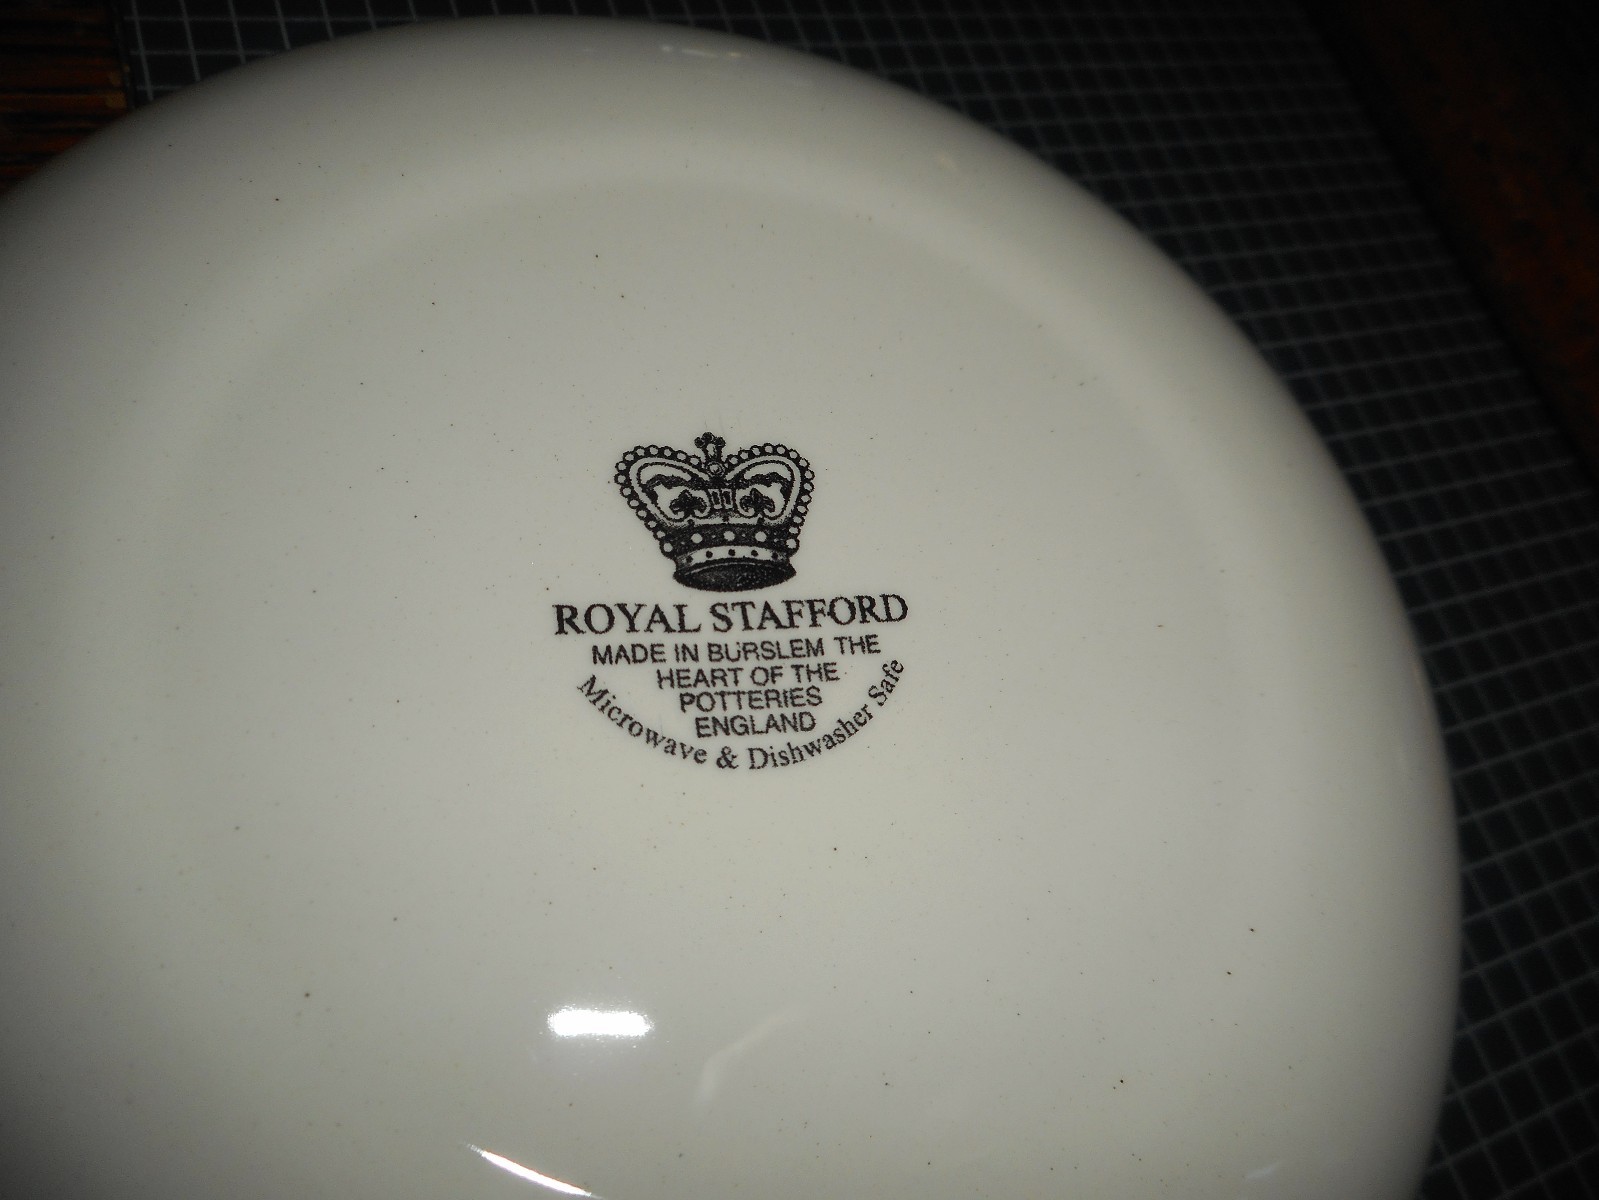 ROYAL STAFFORD
MADE IN BURSLEM THE
HEART OF THE
POTTERIES
ENGLAND
Microwave & Dishwasher Safe